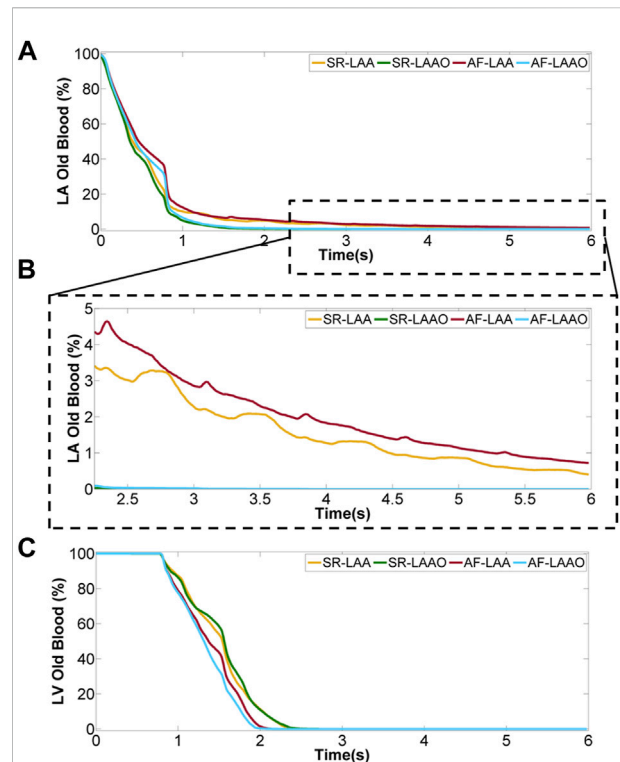 A
SR-LAA SR-LAAO AF-LAA AF-LAAO
LA Old Blood (%)
100
80
60
40
20
0
0 1 2 3 4 5 6
Time(s)
B
SR-LAA SR-LAAO AF-LAA AF-LAAO
LA Old Blood (%)
5
4
3
2
1
0
2.5 3 3.5 4 4.5 5 5.5 6
Time(s)
C
SR-LAA SR-LAAO AF-LAA AF-LAAO
LV Old Blood (%)
100
80
60
40
20
0
0 1 2 3 4 5 6
Time(s)